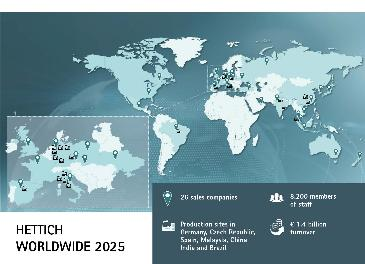 26 sales companies
8.200 members
of staff
Production sites in
Germany, Czech Republic,
Spain, Malaysia, China
India and Brazil
€ 1.4 billion
turnover
HETTICH
WORLDWIDE 2025